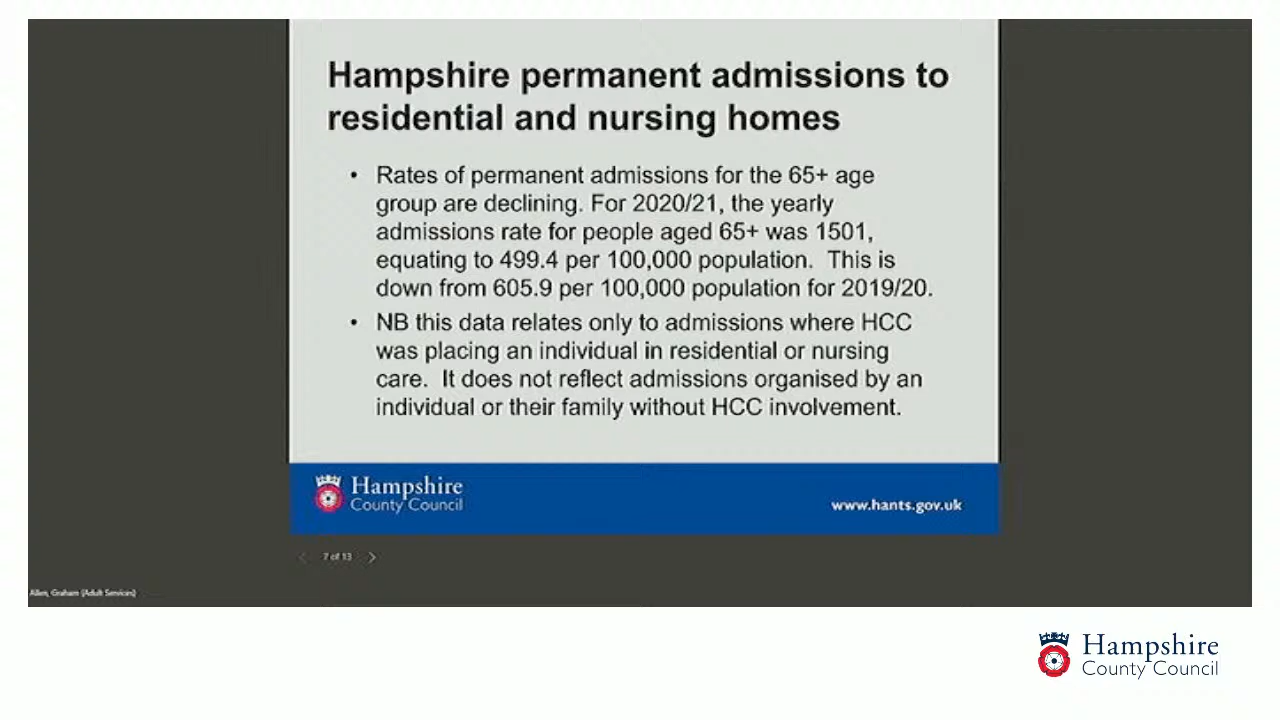 Hampshire permanent admissions to
residential and nursing homes
• Rates of permanent admissions for the 65+ age
group are declining. For 2020/21, the yearly
admissions rate for people aged 65+ was 1501,
equating to 499.4 per 100,000 population.  This is
down from 605.9 per 100,000 population for 2019/20.
• NB this data relates only to admissions where HCC
was placing an individual in residential or nursing
care.  It does not reflect admissions organised by an
individual or their family without HCC involvement.
Hampshire
County Council
www.hants.gov.uk
7 of 13
Allen, Graham (Adult Services)
Hampshire
County Council